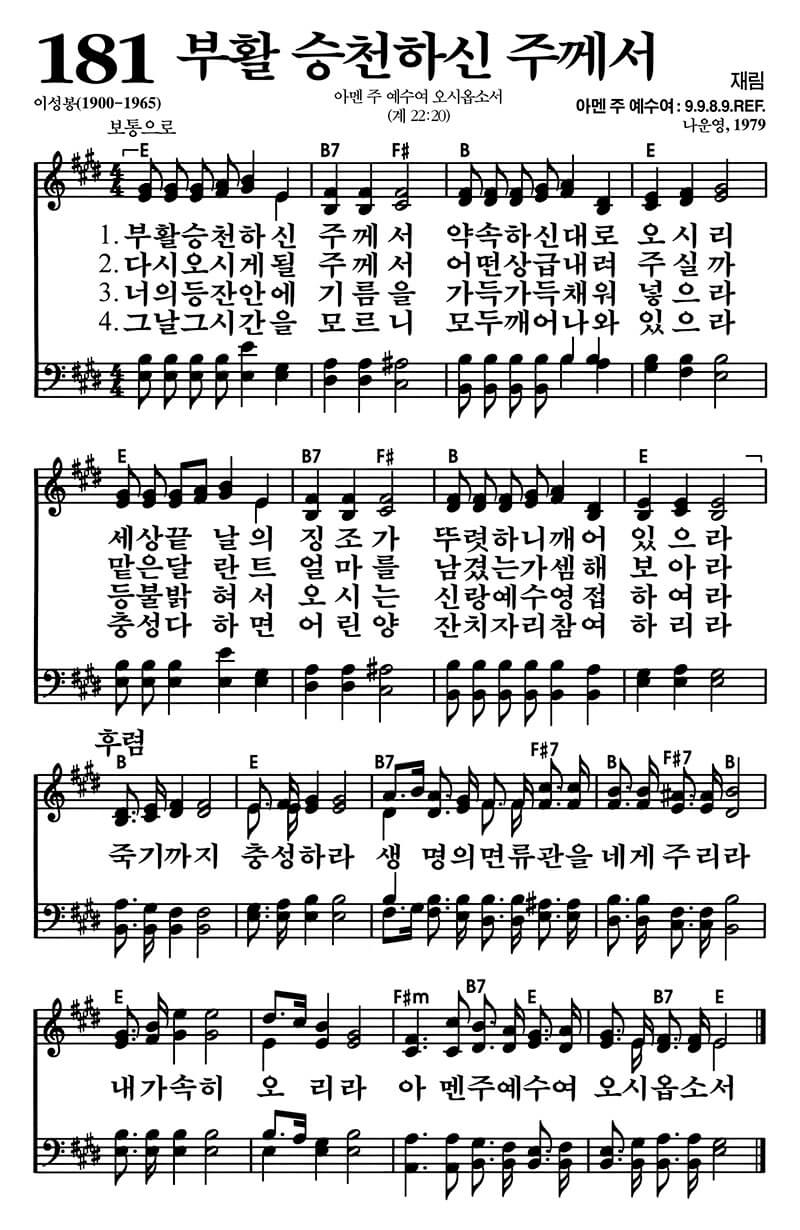 181 부활 승천하신 주께서
재림
이성봉(1900-1965)
아멘 주 예수여 오시옵소서
(계 22:20)
아멘 주 예수여 : 9.9.8.9.REF.
나운영, 1979
보통으로
E B7 F# B E
1. 부활승천하신 주께서 약속하신대로 오시리
2. 다시오시게될 주께서 어떤상급내려 주실까
3. 너의등잔안에 기름을 가득가득채워 넣으라
4. 그날그시간을 모르니 모두깨어나와 있으라
E B7 F# B E
세상끝 날의 징조가 뚜렷하니깨어 있으라
맡은달 란트 얼마를 남겼는가셈해 보아라
등불밝 혀서 오시는 신랑예수영접 하여라
충성다 하면 어린양 잔치자리참여 하리라
후렴
B E B7 F#7 B F#7 B
죽기까지 충성하라 생 명의면류관을 네게 주리라
E F#m B7 E B7 E
내가속히 오 리라 아 멘주예수여 오시옵소서